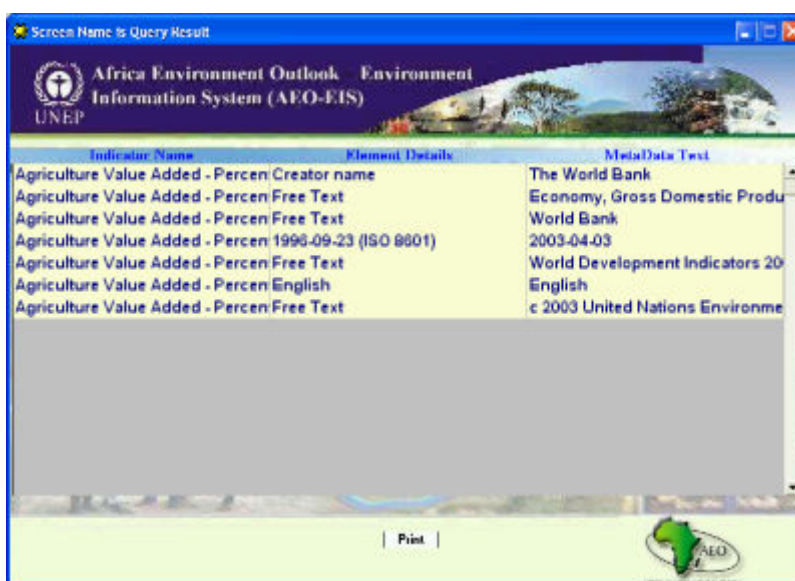 Screen Name is Query Result
Africa Environment Outlook Environment
Information System (AEO-EIS)
UNEP
Indicator Name Element Details MetaData Text
Agriculture Value Added - Percen Creator name The World Bank
Agriculture Value Added - Percen Free Text Economy, Gross Domestic Produ
Agriculture Value Added - Percen Free Text World Bank
Agriculture Value Added - Percen 1996-09-23 (ISO 8601) 2003-04-03
Agriculture Value Added - Percen Free Text World Development Indicators 20
Agriculture Value Added - Percen English English
Agriculture Value Added - Percen Free Text c 2003 United Nations Environme
Print
AEO